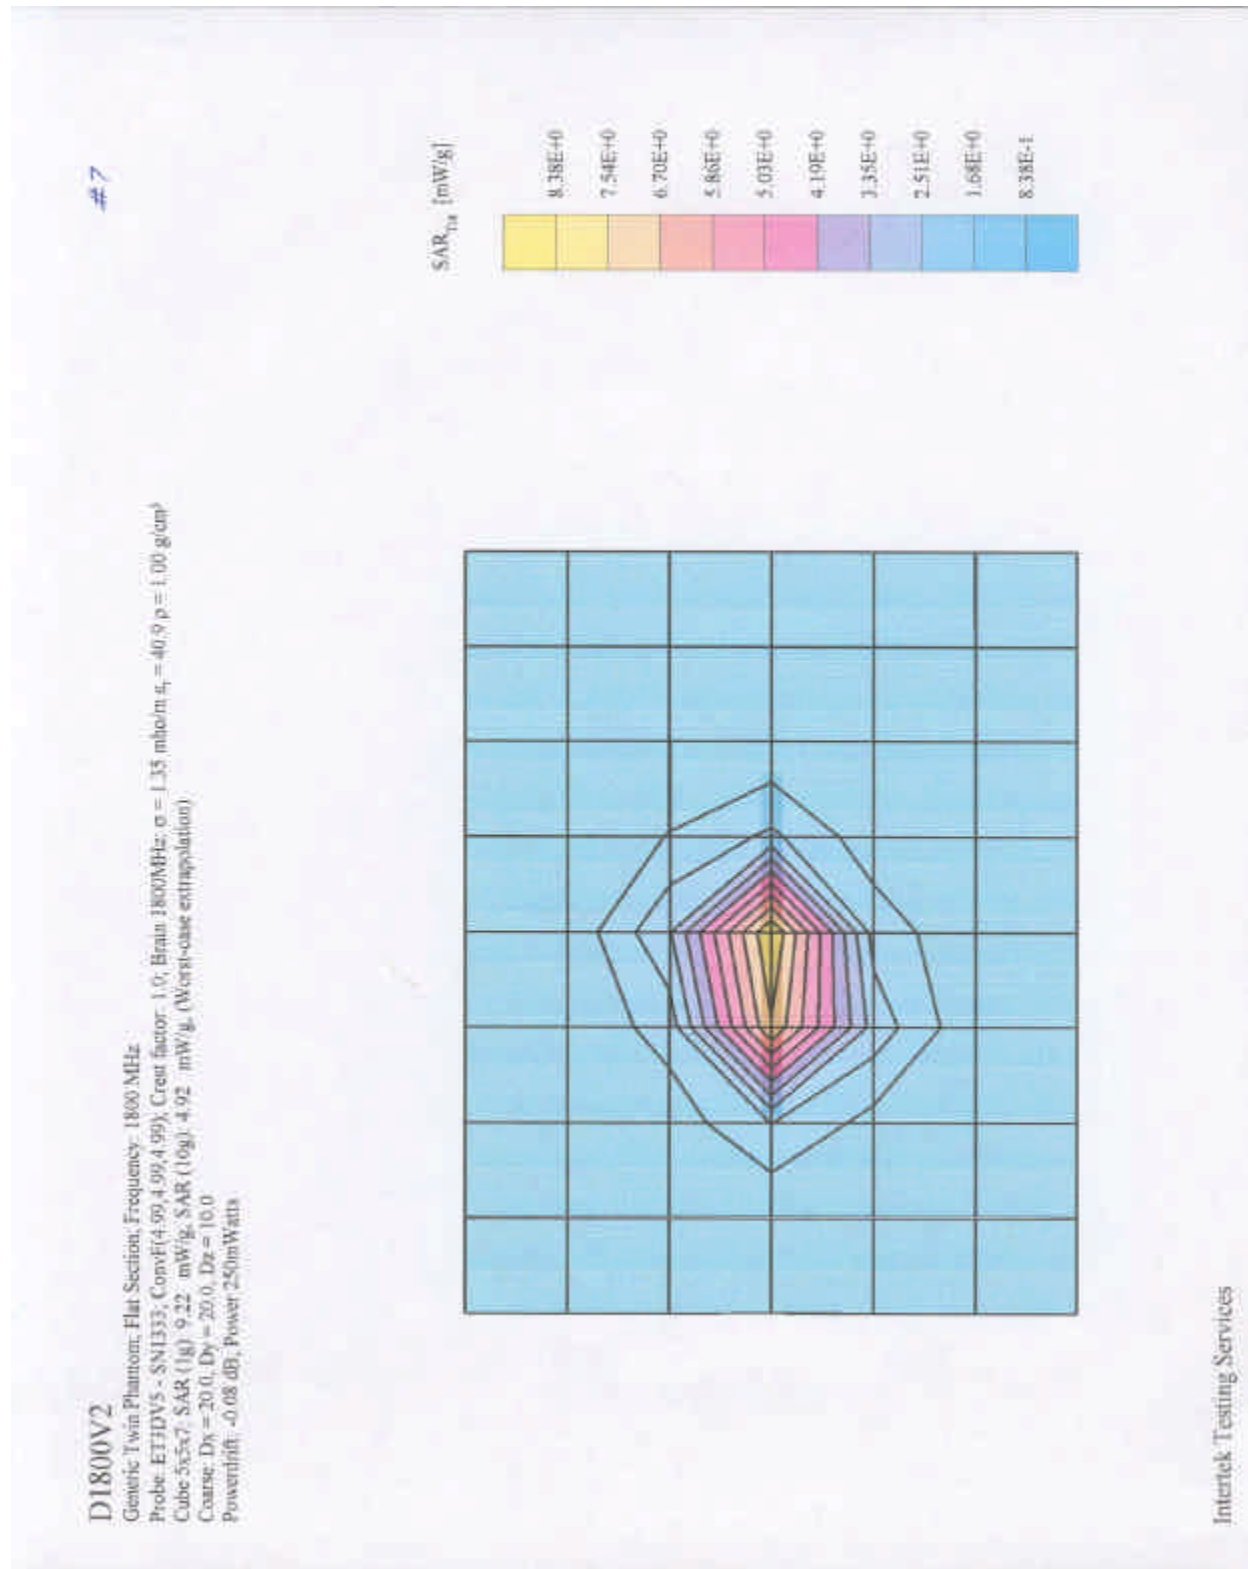 #7
D1800V2
Generic Twin Phantom; Flat Section; Frequency: 1800 MHz
Probe: ET3DV5 - SN1333; ConvF(4.99,4.99,4.99); Crest factor: 1.0; Brain 1800MHz: σ = 1.35 mho/m εᵣ = 40.9 ρ = 1.00 g/cm³
Cube 5x5x7: SAR (1g): 9.22 mW/g, SAR (10g): 4.92 mW/g, (Worst-case extrapolation)
Coarse: Dx = 20.0, Dy = 20.0, Dz = 10.0
Powerdrift: -0.08 dB, Power 250mWatts
SAR [mW/g]
8.38E+0
7.54E+0
6.70E+0
5.86E+0
5.03E+0
4.19E+0
3.35E+0
2.51E+0
1.68E+0
8.38E-1
Intertek Testing Services